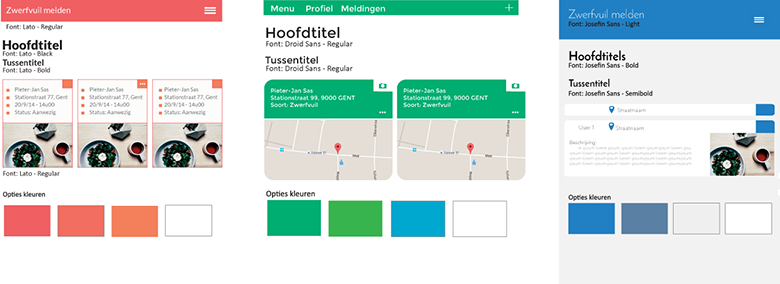 Zwerfvuil melden
Font: Lato - Regular
Hoofdtitel
Font: Lato - Black
Tussentitel
Font: Lato - Bold
Pieter-Jan Sas
Stationstraat 77, Gent
20/9/14 - 14u00
Status: Aanwezig
Pieter-Jan Sas
Stationstraat 77, Gent
20/9/14 - 14u00
Status: Aanwezig
Pieter-Jan Sas
Stationstraat 77, Gent
20/9/14 - 14u00
Status: Aanwezig
Font: Lato - Regular
Opties kleuren
Menu Profiel Meldingen
Hoofdtitel
Font: Droid Sans - Regular
Tussentitel
Font: Droid Sans - Regular
Pieter-Jan Sas
Stationstraat 99, 9000 GENT
Soort: Zwerfvuil
Pieter-Jan Sas
Stationstraat 99, 9000 GENT
Soort: Zwerfvuil
Opties kleuren
Zwerfvuil melden
Font: Josefin Sans - Light
Hoofdtitels
Font: Josefin Sans - Bold
Tussentitel
Font: Josefin Sans - Semibold
Straatnaam
User 1 Straatnaam
Beschrijving:
Opties kleuren